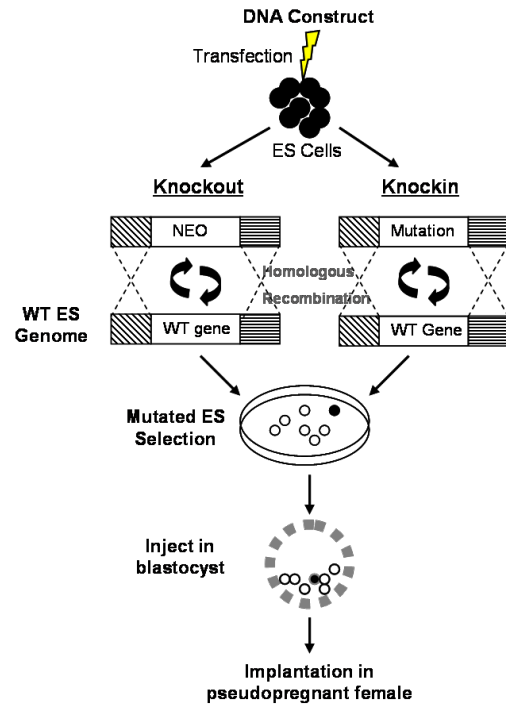 DNA Construct
Transfection
ES Cells
Knockout
Knockin
NEO
Mutation
Homologous
Recombination
WT ES
Genome
WT gene
WT Gene
Mutated ES
Selection
Inject in
blastocyst
Implantation in
pseudopregnant female